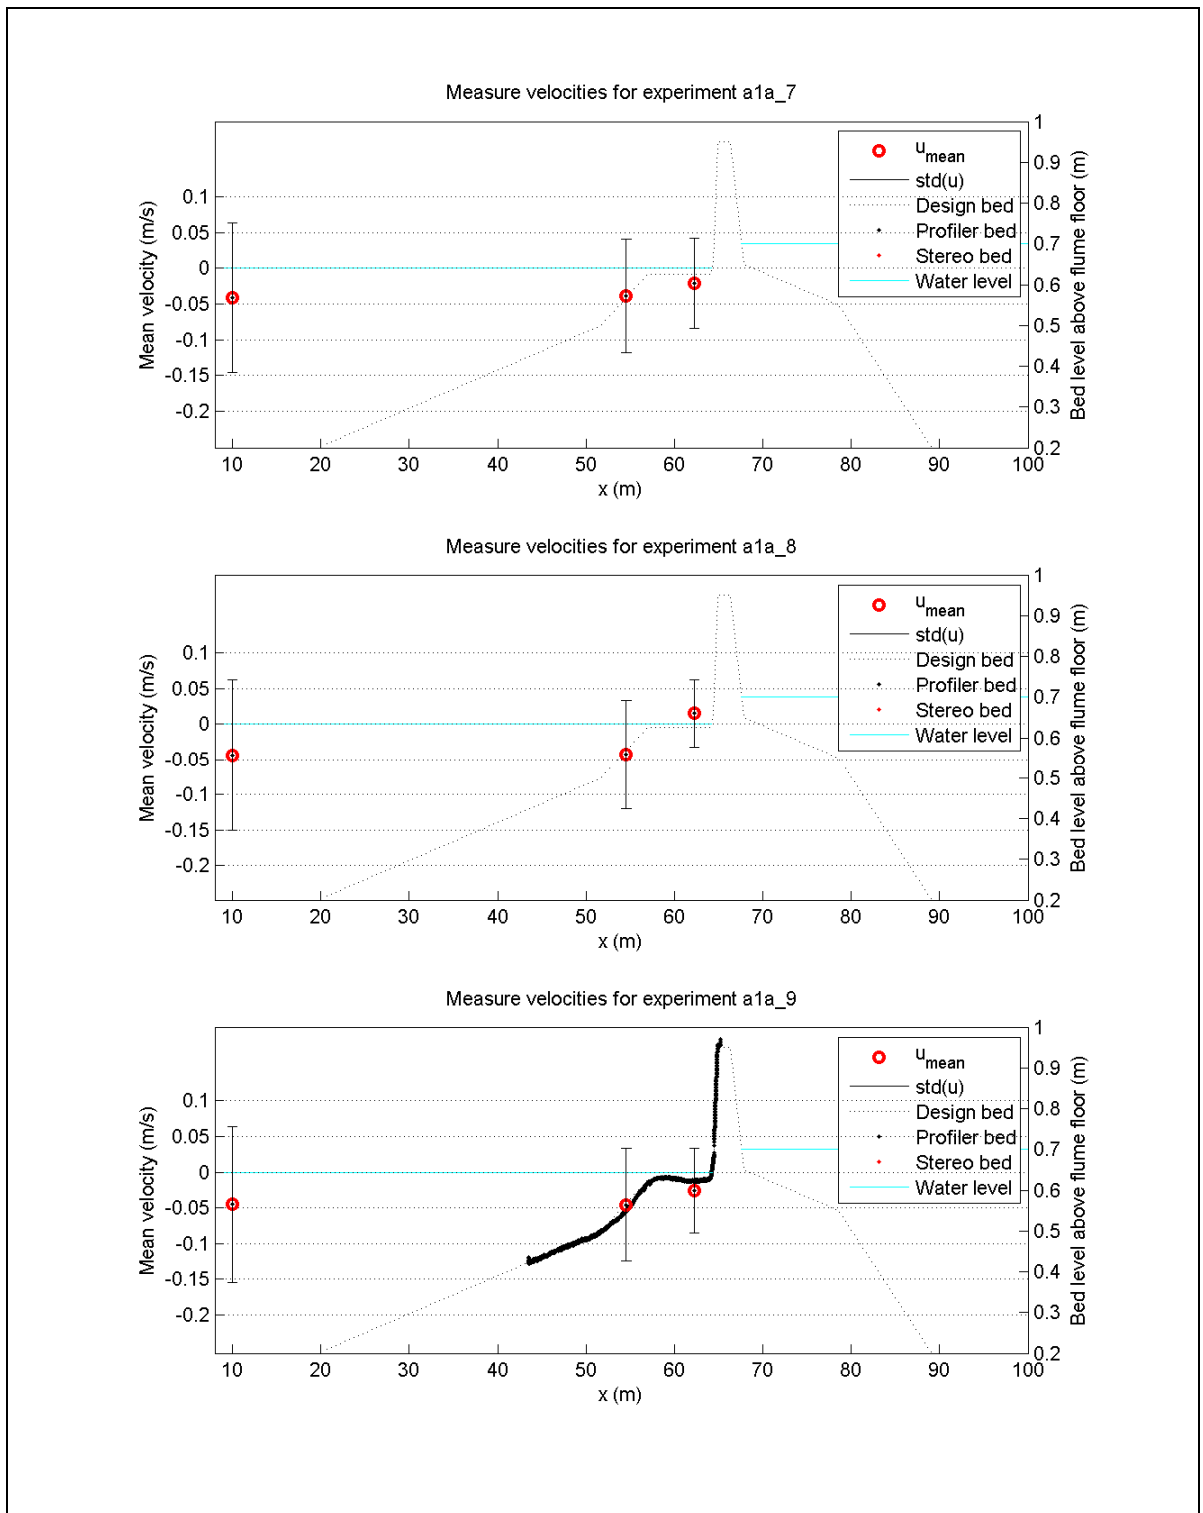 Measure velocities for experiment a1a_7
Mean velocity (m/s)
0.1
0.05
0
-0.05
-0.1
-0.15
-0.2
10 20 30 40 50 60 70 80 90 100
x (m)
1
0.9
0.8
0.7
0.6
0.5
0.4
0.3
0.2
Bed level above flume floor (m)
u_mean
std(u)
Design bed
Profiler bed
Stereo bed
Water level
Measure velocities for experiment a1a_8
Mean velocity (m/s)
0.1
0.05
0
-0.05
-0.1
-0.15
-0.2
10 20 30 40 50 60 70 80 90 100
x (m)
1
0.9
0.8
0.7
0.6
0.5
0.4
0.3
0.2
Bed level above flume floor (m)
u_mean
std(u)
Design bed
Profiler bed
Stereo bed
Water level
Measure velocities for experiment a1a_9
Mean velocity (m/s)
0.1
0.05
0
-0.05
-0.1
-0.15
-0.2
10 20 30 40 50 60 70 80 90 100
x (m)
1
0.9
0.8
0.7
0.6
0.5
0.4
0.3
0.2
Bed level above flume floor (m)
u_mean
std(u)
Design bed
Profiler bed
Stereo bed
Water level